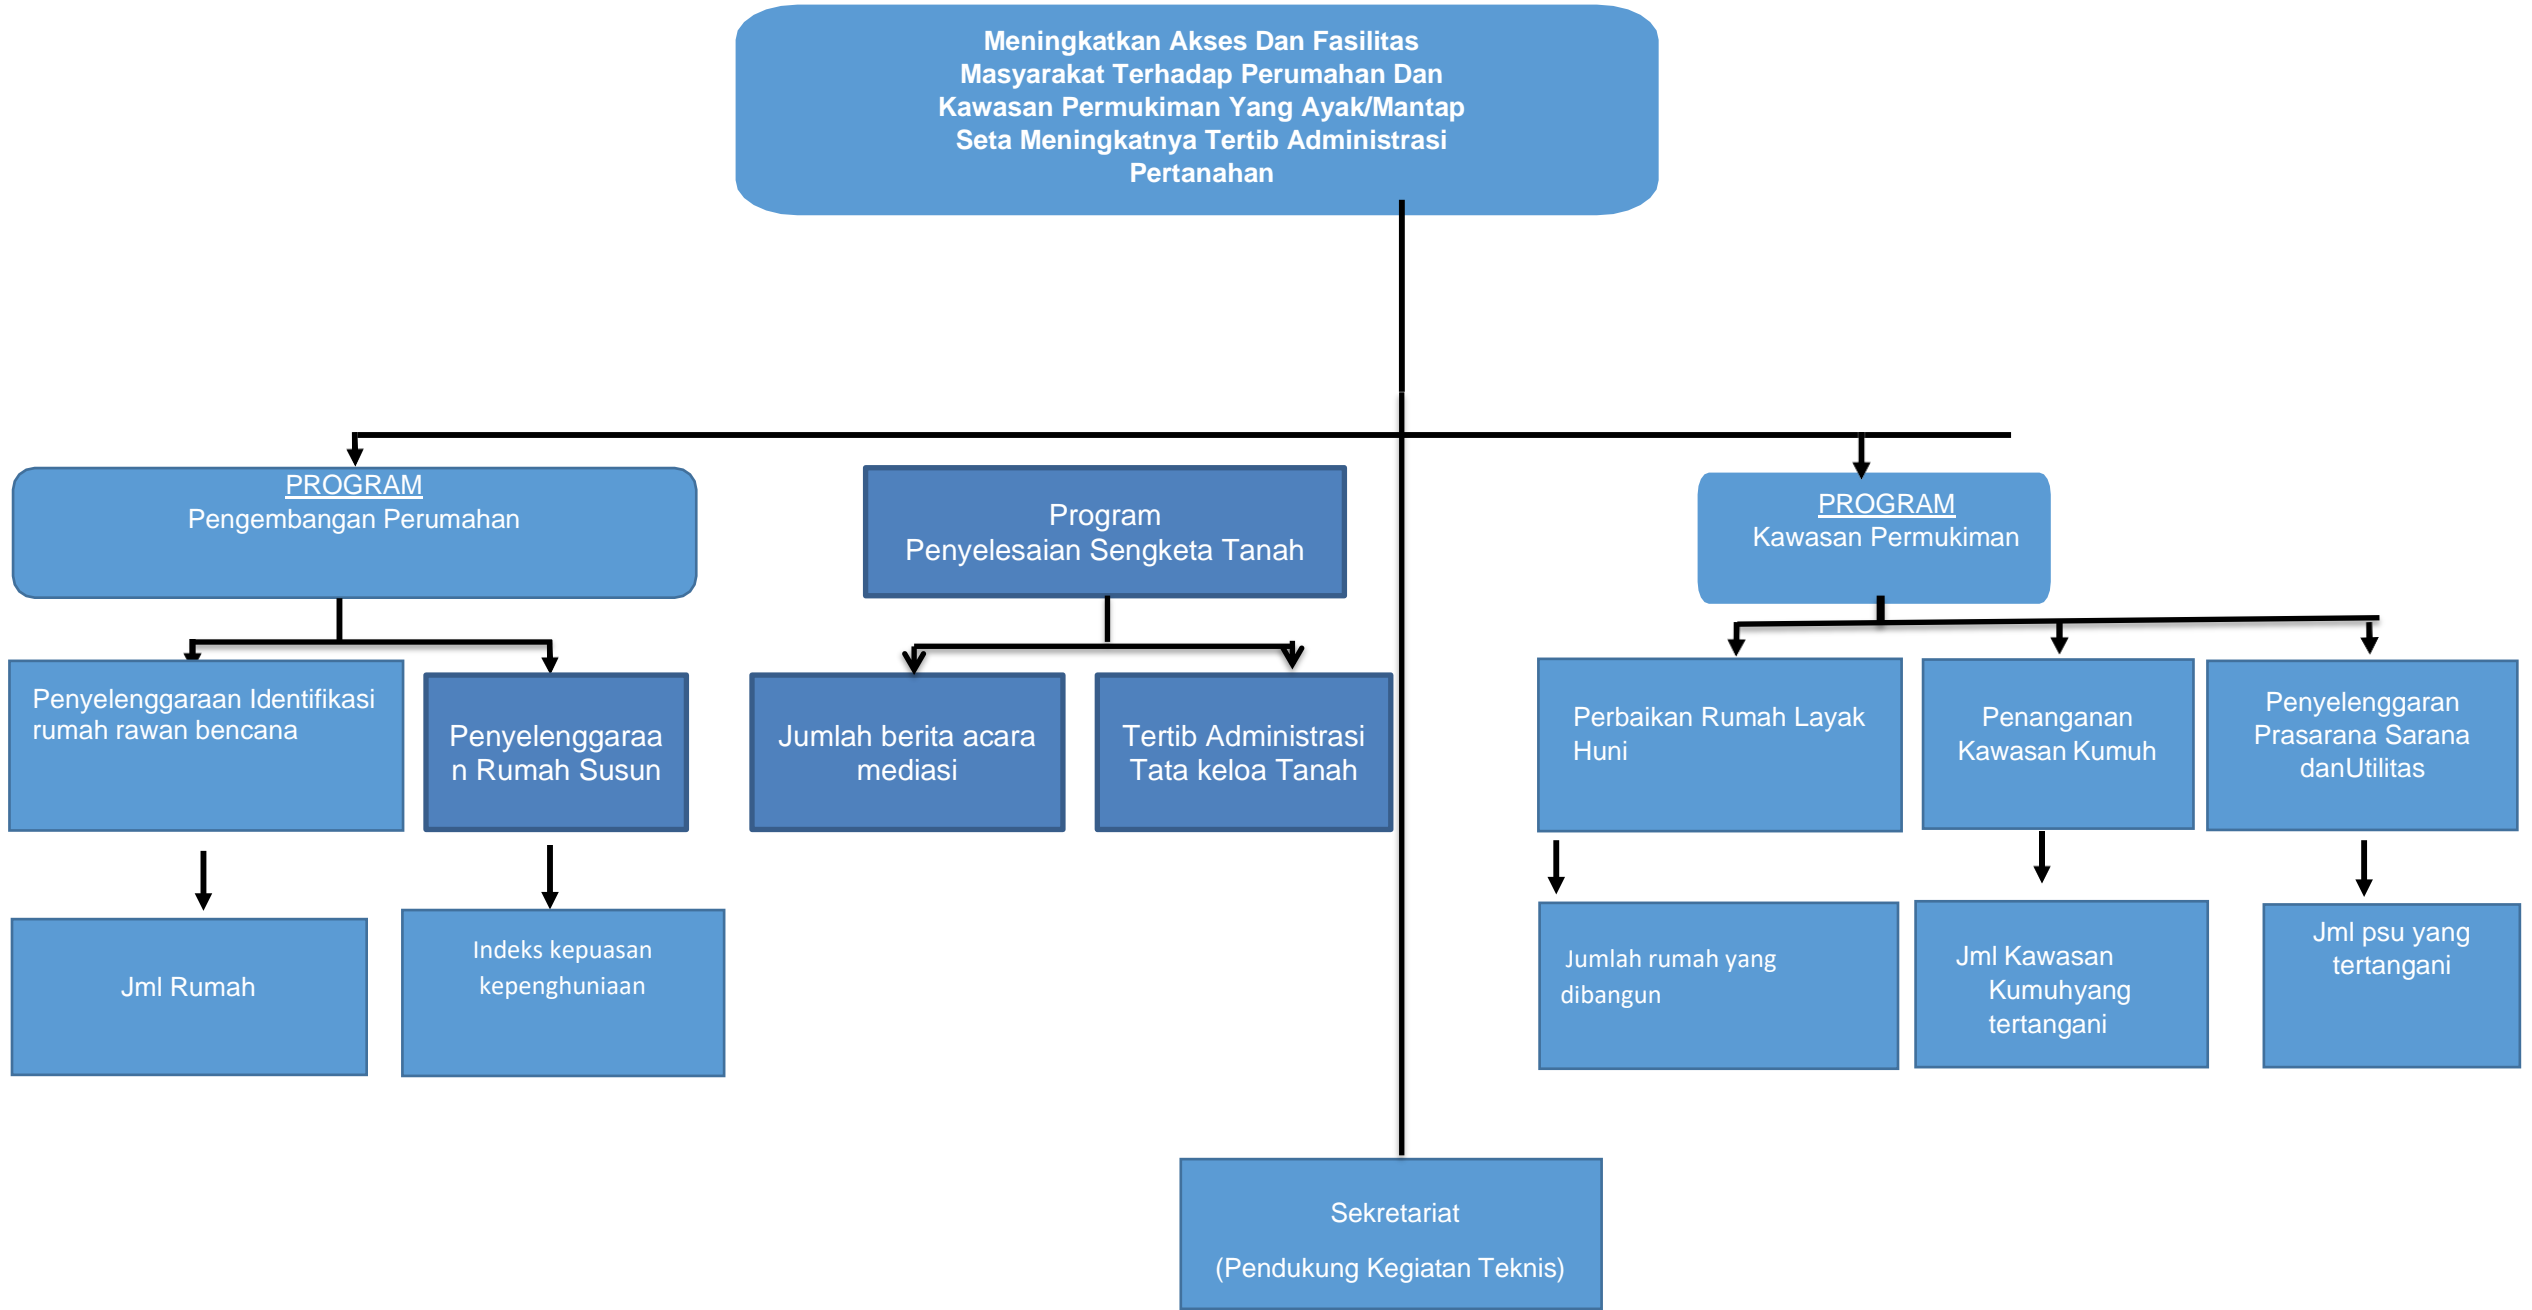 Meningkatkan Akses Dan Fasilitas
Masyarakat Terhadap Perumahan Dan
Kawasan Permukiman Yang Ayak/Mantap
Seta Meningkatnya Tertib Administrasi
Pertanahan
PROGRAM
Pengembangan Perumahan
Program
Penyelesaian Sengketa Tanah
PROGRAM
Kawasan Permukiman
Penyelenggaraan Identifikasi
rumah rawan bencana
Penyelenggaraa
n Rumah Susun
Jumlah berita acara
mediasi
Tertib Administrasi
Tata keloa Tanah
Perbaikan Rumah Layak
Huni
Penanganan
Kawasan Kumuh
Penyelenggaran
Prasarana Sarana
danUtilitas
Jml Rumah
Indeks kepuasan
kepenghuniaan
Jumlah rumah yang
dibangun
Jml Kawasan
Kumuhyang
tertangani
Jml psu yang
tertangani
Sekretariat
(Pendukung Kegiatan Teknis)